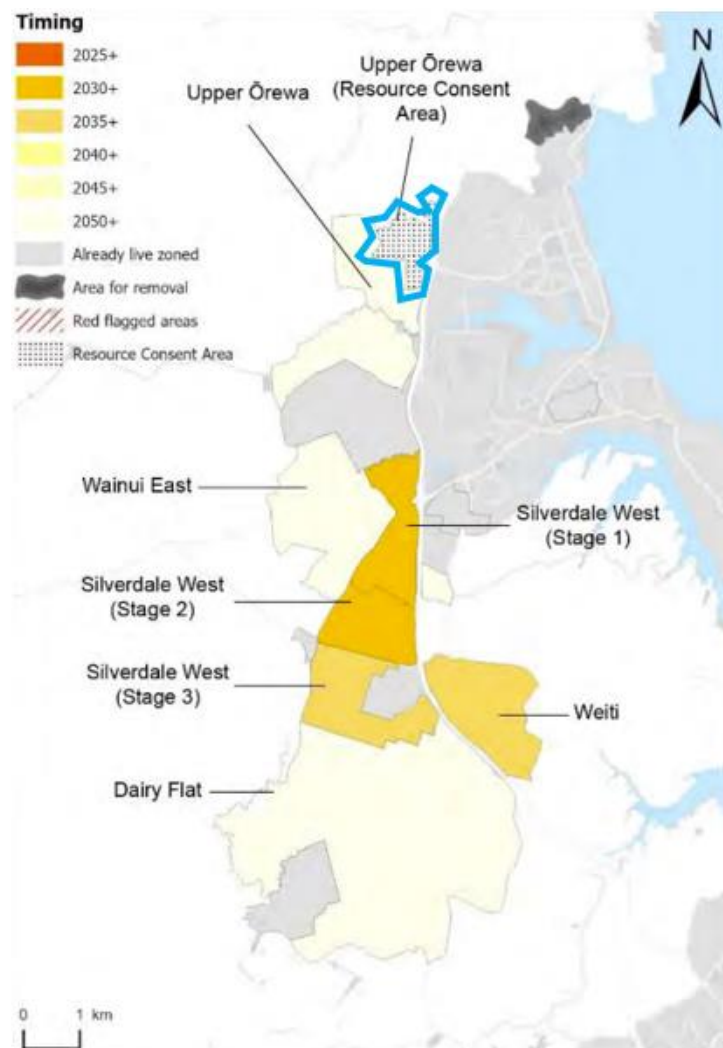 Timing
2025+
2030+
2035+
2040+
2045+
2050+
Already live zoned
Area for removal
Red flagged areas
Resource Consent Area
N
Upper Ōrewa
(Resource Consent
Area)
Upper Ōrewa
Wainui East
Silverdale West
(Stage 1)
Silverdale West
(Stage 2)
Silverdale West
(Stage 3)
Weiti
Dairy Flat
0 1 km